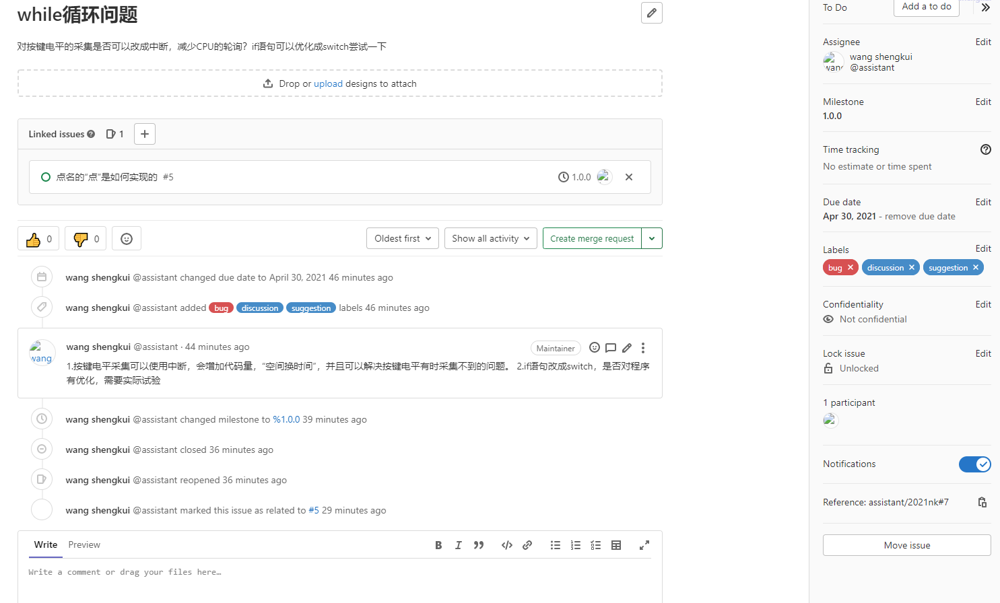 while循环问题
对按键电平的采集是否可以改成中断，减少CPU的轮询？if语句可以优化成switch尝试一下
Drop or upload designs to attach
Linked issues 1
点名的“点”是如何实现的 #5 1.0.0
0 0 Oldest first Show all activity Create merge request
wang shengkui @assistant changed due date to April 30, 2021 46 minutes ago
wang shengkui @assistant added bug discussion suggestion labels 46 minutes ago
wang
wang shengkui @assistant · 44 minutes ago Maintainer
1.按键电平采集可以使用中断，会增加代码量，“空间换时间”，并且可以解决按键电平有时采集不到的问题。 2.if语句改成switch，是否对程序
有优化，需要实际试验
wang shengkui @assistant changed milestone to %1.0.0 39 minutes ago
wang shengkui @assistant closed 36 minutes ago
wang shengkui @assistant reopened 36 minutes ago
wang shengkui @assistant marked this issue as related to #5 29 minutes ago
Write Preview
Write a comment or drag your files here…
To Do Add a to do
Assignee Edit
wang shengkui
@assistant
Milestone Edit
1.0.0
Time tracking
No estimate or time spent
Due date Edit
Apr 30, 2021 - remove due date
Labels Edit
bug discussion suggestion
Confidentiality Edit
Not confidential
Lock issue Edit
Unlocked
1 participant
Notifications
Reference: assistant/2021nk#7
Move issue